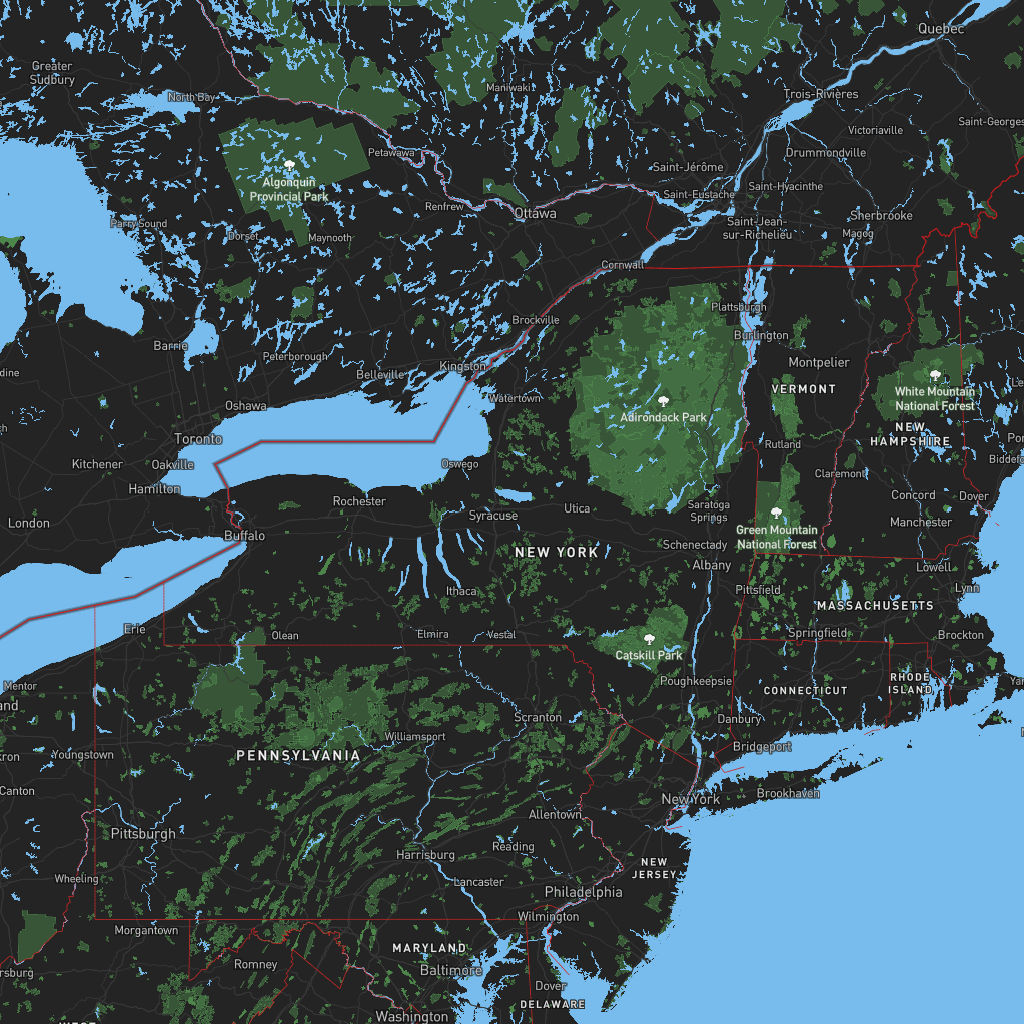 Quebec
Greater
Sudbury
North Bay
Maniwaki
Trois-Rivières
Victoriaville
Saint-Georges
Petawawa
Drummondville
Algonquin
Provincial Park
Saint-Jérôme
Saint-Eustache
Saint-Hyacinthe
Renfrew
Ottawa
Parry Sound
Dorset
Maynooth
Saint-Jean-
sur-Richelieu
Sherbrooke
Magog
Cornwall
Plattsburgh
Brockville
Burlington
Barrie
Peterborough
Belleville
Kingston
Montpelier
VERMONT
White Mountain
National Forest
Watertown
Oshawa
Adirondack Park
NEW
HAMPSHIRE
Toronto
Rutland
Kitchener
Oakville
Oswego
Claremont
Hamilton
Rochester
Concord
Dover
London
Syracuse
Utica
Saratoga
Springs
Manchester
Buffalo
Green Mountain
National Forest
NEW YORK
Schenectady
Albany
Lowell
Ithaca
Pittsfield
Lynn
MASSACHUSETTS
Erie
Olean
Elmira
Vestal
Springfield
Brockton
Catskill Park
Mentor
Poughkeepsie
CONNECTICUT
RHODE
ISLAND
Scranton
Danbury
Williamsport
Bridgeport
Youngstown
PENNSYLVANIA
Canton
New York
Brookhaven
Allentown
Pittsburgh
Reading
Harrisburg
NEW
JERSEY
Wheeling
Lancaster
Philadelphia
Wilmington
Morgantown
MARYLAND
Romney
Baltimore
Dover
DELAWARE
Washington